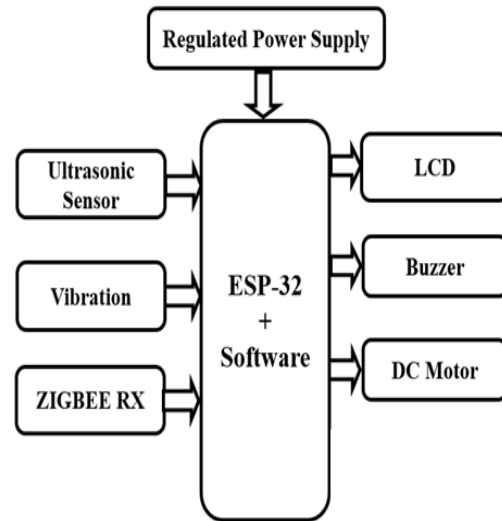 Regulated Power Supply
Ultrasonic
Sensor
Vibration
ZIGBEE RX
ESP-32
+
Software
LCD
Buzzer
DC Motor